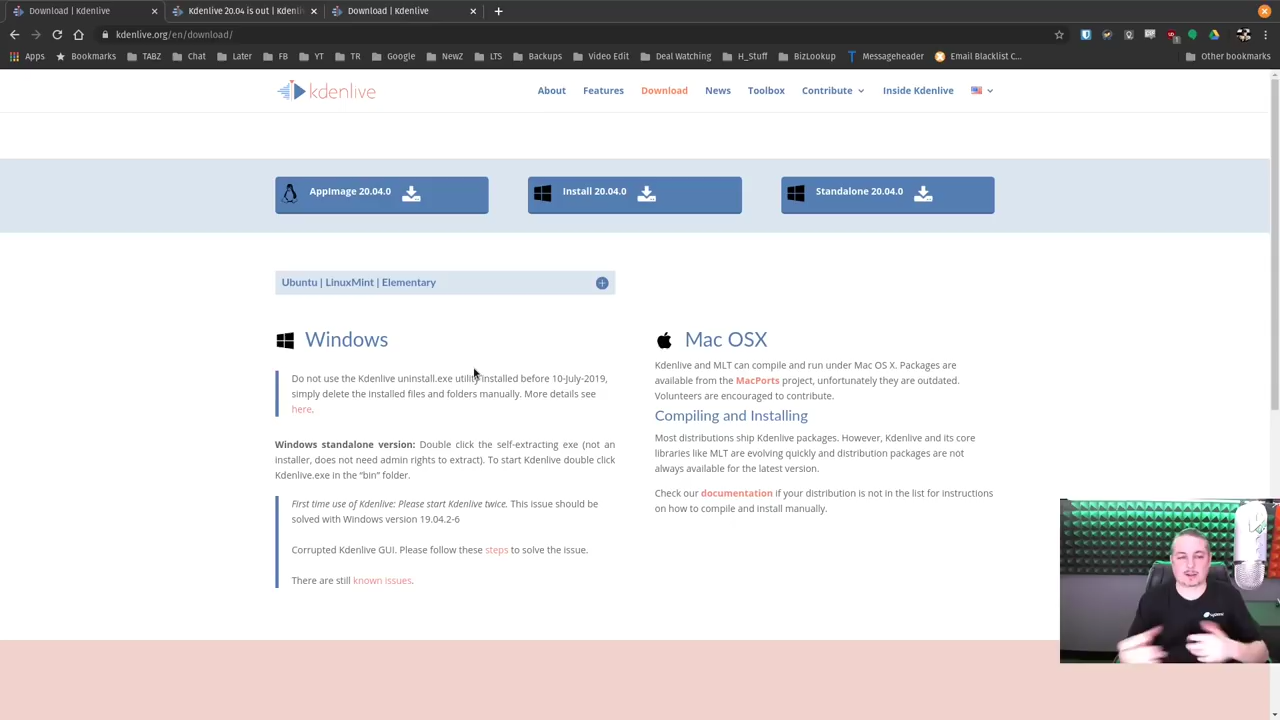 Download | Kdenlive
Kdenlive 20.04 is out | Kdenli
Download | Kdenlive
kdenlive.org/en/download/
Apps
Bookmarks
TABZ
Chat
Later
FB
YT
TR
Google
NewZ
LTS
Backups
Video Edit
Deal Watching
H_Stuff
BizLookup
Messageheader
Email Blacklist C...
Other bookmarks
kdenlive
About
Features
Download
News
Toolbox
Contribute
Inside Kdenlive
AppImage 20.04.0
Install 20.04.0
Standalone 20.04.0
Ubuntu | LinuxMint | Elementary
Windows
Do not use the Kdenlive uninstall.exe utility installed before 10-July-2019,
simply delete the installed files and folders manually. More details see
here.
Windows standalone version: Double click the self-extracting exe (not an
installer, does not need admin rights to extract). To start Kdenlive double click
Kdenlive.exe in the “bin” folder.
First time use of Kdenlive: Please start Kdenlive twice. This issue should be
solved with Windows version 19.04.2-6
Corrupted Kdenlive GUI. Please follow these steps to solve the issue.
There are still known issues.
Mac OSX
Kdenlive and MLT can compile and run under Mac OS X. Packages are
available from the MacPorts project, unfortunately they are outdated.
Volunteers are encouraged to contribute.
Compiling and Installing
Most distributions ship Kdenlive packages. However, Kdenlive and its core
libraries like MLT are evolving quickly and distribution packages are not
always available for the latest version.
Check our documentation if your distribution is not in the list for instructions
on how to compile and install manually.